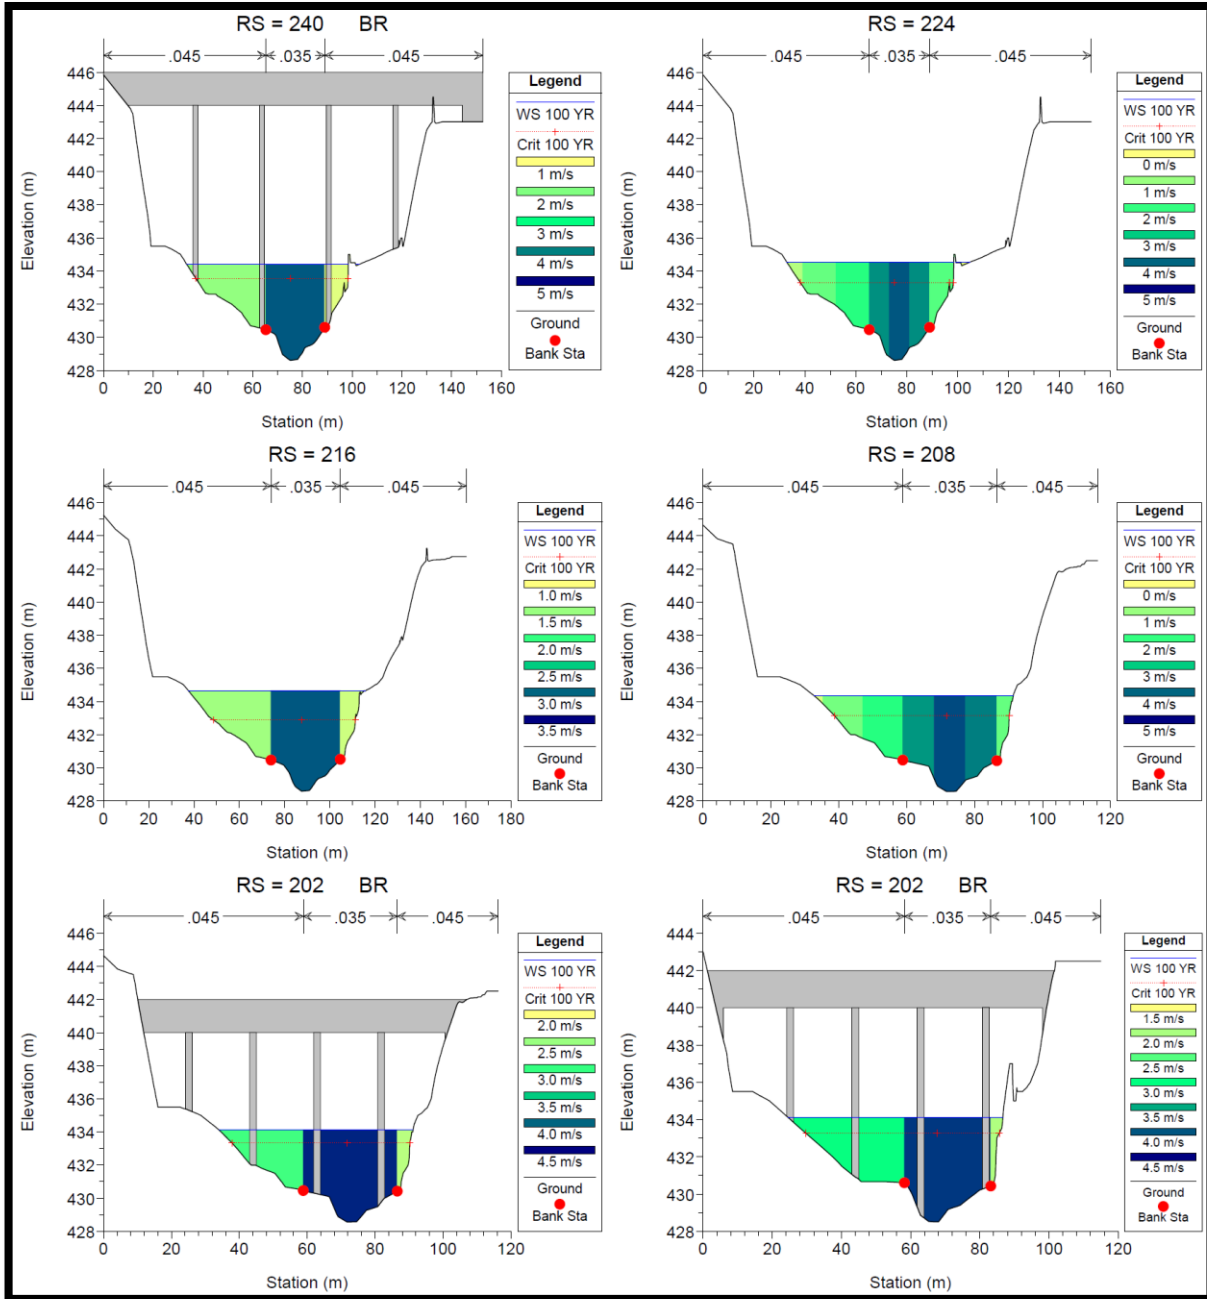 RS = 240 BR
.045 .035 .045
Elevation (m)
446
444
442
440
438
436
434
432
430
428
0 20 40 60 80 100 120 140 160
Station (m)
Legend
WS 100 YR
Crit 100 YR
1 m/s
2 m/s
3 m/s
4 m/s
5 m/s
Ground
Bank Sta
RS = 224
.045 .035 .045
Elevation (m)
446
444
442
440
438
436
434
432
430
428
0 20 40 60 80 100 120 140 160
Station (m)
Legend
WS 100 YR
Crit 100 YR
0 m/s
1 m/s
2 m/s
3 m/s
4 m/s
5 m/s
Ground
Bank Sta
RS = 216
.045 .035 .045
Elevation (m)
446
444
442
440
438
436
434
432
430
428
0 20 40 60 80 100 120 140 160 180
Station (m)
Legend
WS 100 YR
Crit 100 YR
1.0 m/s
1.5 m/s
2.0 m/s
2.5 m/s
3.0 m/s
3.5 m/s
Ground
Bank Sta
RS = 208
.045 .035 .045
Elevation (m)
446
444
442
440
438
436
434
432
430
428
0 20 40 60 80 100 120
Station (m)
Legend
WS 100 YR
Crit 100 YR
0 m/s
1 m/s
2 m/s
3 m/s
4 m/s
5 m/s
Ground
Bank Sta
RS = 202 BR
.045 .035 .045
Elevation (m)
446
444
442
440
438
436
434
432
430
428
0 20 40 60 80 100 120
Station (m)
Legend
WS 100 YR
Crit 100 YR
2.0 m/s
2.5 m/s
3.0 m/s
3.5 m/s
4.0 m/s
4.5 m/s
Ground
Bank Sta
RS = 202 BR
.045 .035 .045
Elevation (m)
444
442
440
438
436
434
432
430
428
0 20 40 60 80 100 120
Station (m)
Legend
WS 100 YR
Crit 100 YR
1.5 m/s
2.0 m/s
2.5 m/s
3.0 m/s
3.5 m/s
4.0 m/s
4.5 m/s
Ground
Bank Sta